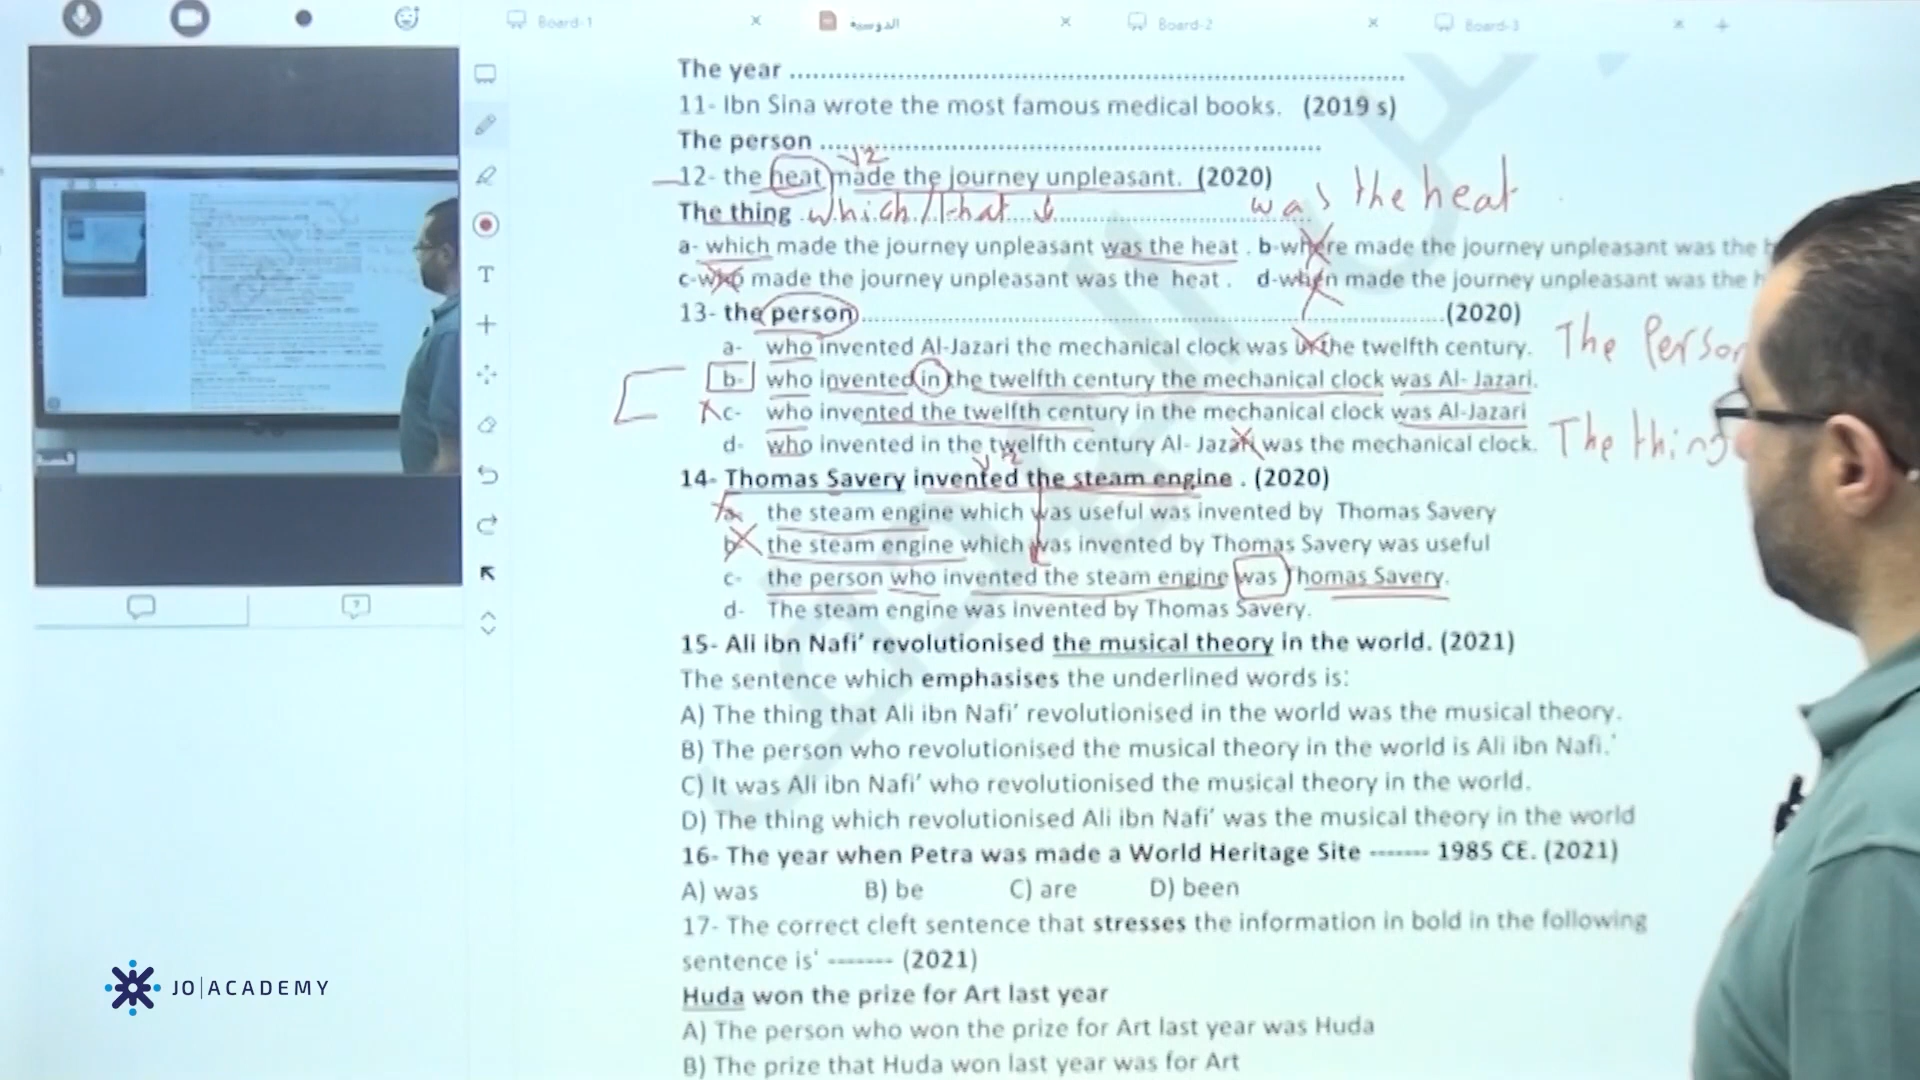 Board-1
الدوسية
Board-2
Board-3
The year ..........
11- Ibn Sina wrote the most famous medical books. (2019 s)
The person ..........
V2
12- the heat made the journey unpleasant. (2020)
was the heat
The thing which/that ..........
a- which made the journey unpleasant was the heat . b-where made the journey unpleasant was the
c-who made the journey unpleasant was the heat . d-when made the journey unpleasant was the
13- the person ..........(2020)
a- who invented Al-Jazari the mechanical clock was in the twelfth century.
The Person
b- who invented in the twelfth century the mechanical clock was Al- Jazari.
c- who invented the twelfth century in the mechanical clock was Al-Jazari
d- who invented in the twelfth century Al- Jazari was the mechanical clock.
The thing
V2
14- Thomas Savery invented the steam engine . (2020)
a- the steam engine which was useful was invented by Thomas Savery
b- the steam engine which was invented by Thomas Savery was useful
c- the person who invented the steam engine was Thomas Savery.
d- The steam engine was invented by Thomas Savery.
15- Ali ibn Nafi' revolutionised the musical theory in the world. (2021)
The sentence which emphasises the underlined words is:
A) The thing that Ali ibn Nafi' revolutionised in the world was the musical theory.
B) The person who revolutionised the musical theory in the world is Ali ibn Nafi.'
C) It was Ali ibn Nafi' who revolutionised the musical theory in the world.
D) The thing which revolutionised Ali ibn Nafi' was the musical theory in the world
16- The year when Petra was made a World Heritage Site ------- 1985 CE. (2021)
A) was B) be C) are D) been
17- The correct cleft sentence that stresses the information in bold in the following
sentence is' ------- (2021)
Huda won the prize for Art last year
A) The person who won the prize for Art last year was Huda
B) The prize that Huda won last year was for Art
JO|ACADEMY